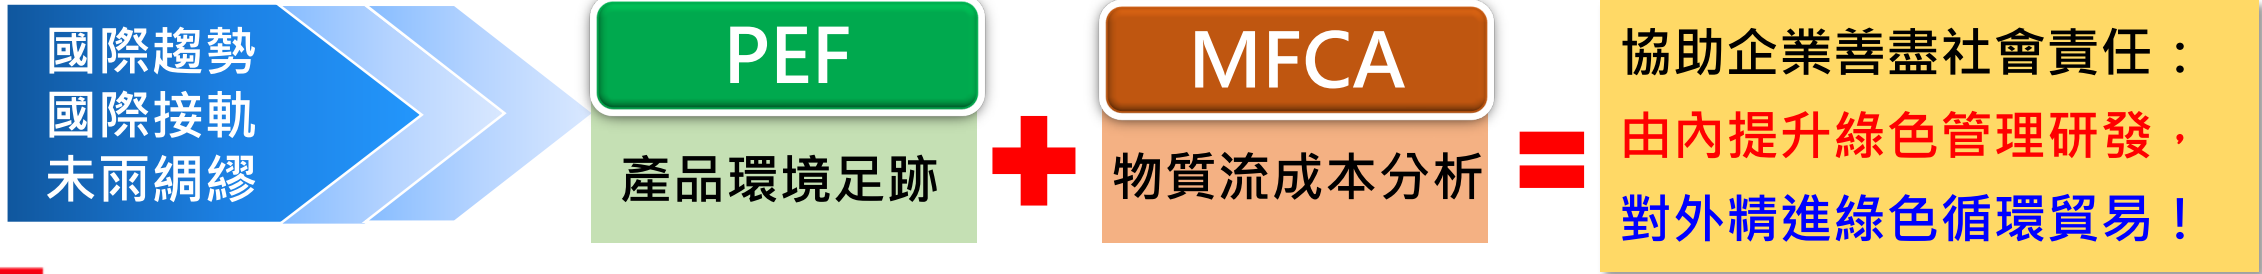 國際趨勢
國際接軌
未雨綢繆
PEF
產品環境足跡
MFCA
物質流成本分析
協助企業善盡社會責任：
由內提升綠色管理研發，
對外精進綠色循環貿易！